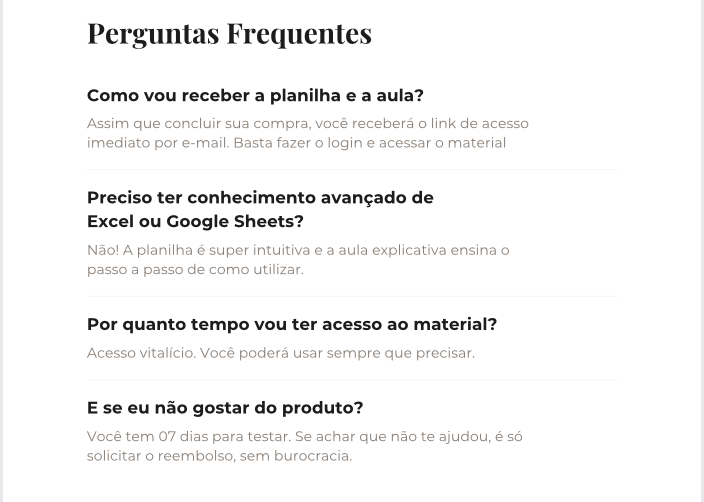 Perguntas Frequentes
Como vou receber a planilha e a aula?
Assim que concluir sua compra, você receberá o link de acesso
imediato por e-mail. Basta fazer o login e acessar o material
Preciso ter conhecimento avançado de
Excel ou Google Sheets?
Não! A planilha é super intuitiva e a aula explicativa ensina o
passo a passo de como utilizar.
Por quanto tempo vou ter acesso ao material?
Acesso vitalício. Você poderá usar sempre que precisar.
E se eu não gostar do produto?
Você tem 07 dias para testar. Se achar que não te ajudou, é só
solicitar o reembolso, sem burocracia.